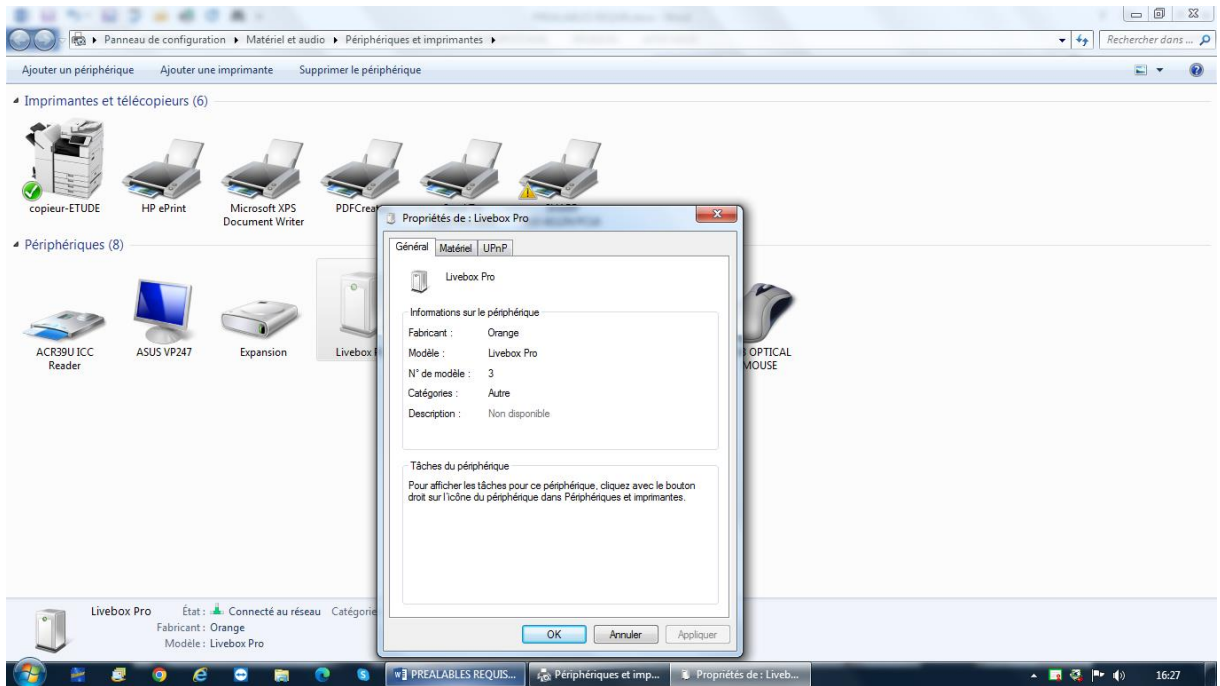 Panneau de configuration Matériel et audio Périphériques et imprimantes
Rechercher dans ...
Ajouter un périphérique Ajouter une imprimante Supprimer le périphérique
Imprimantes et télécopieurs (6)
copieur-ETUDE
HP ePrint
Microsoft XPS
Document Writer
PDFCreat
Périphériques (8)
ACR39U ICC
Reader
ASUS VP247
Expansion
Livebox
OPTICAL
MOUSE
Propriétés de : Livebox Pro
Général Matériel UPnP
Livebox Pro
Informations sur le périphérique
Fabricant : Orange
Modèle : Livebox Pro
N° de modèle : 3
Catégories : Autre
Description : Non disponible
Tâches du périphérique
Pour afficher les tâches pour ce périphérique, cliquez avec le bouton
droit sur l'icône du périphérique dans Périphériques et imprimantes.
OK Annuler Appliquer
Livebox Pro État : Connecté au réseau Catégorie
Fabricant : Orange
Modèle : Livebox Pro
PREALABLES REQUIS... Périphériques et imp... Propriétés de : Liveb... 16:27